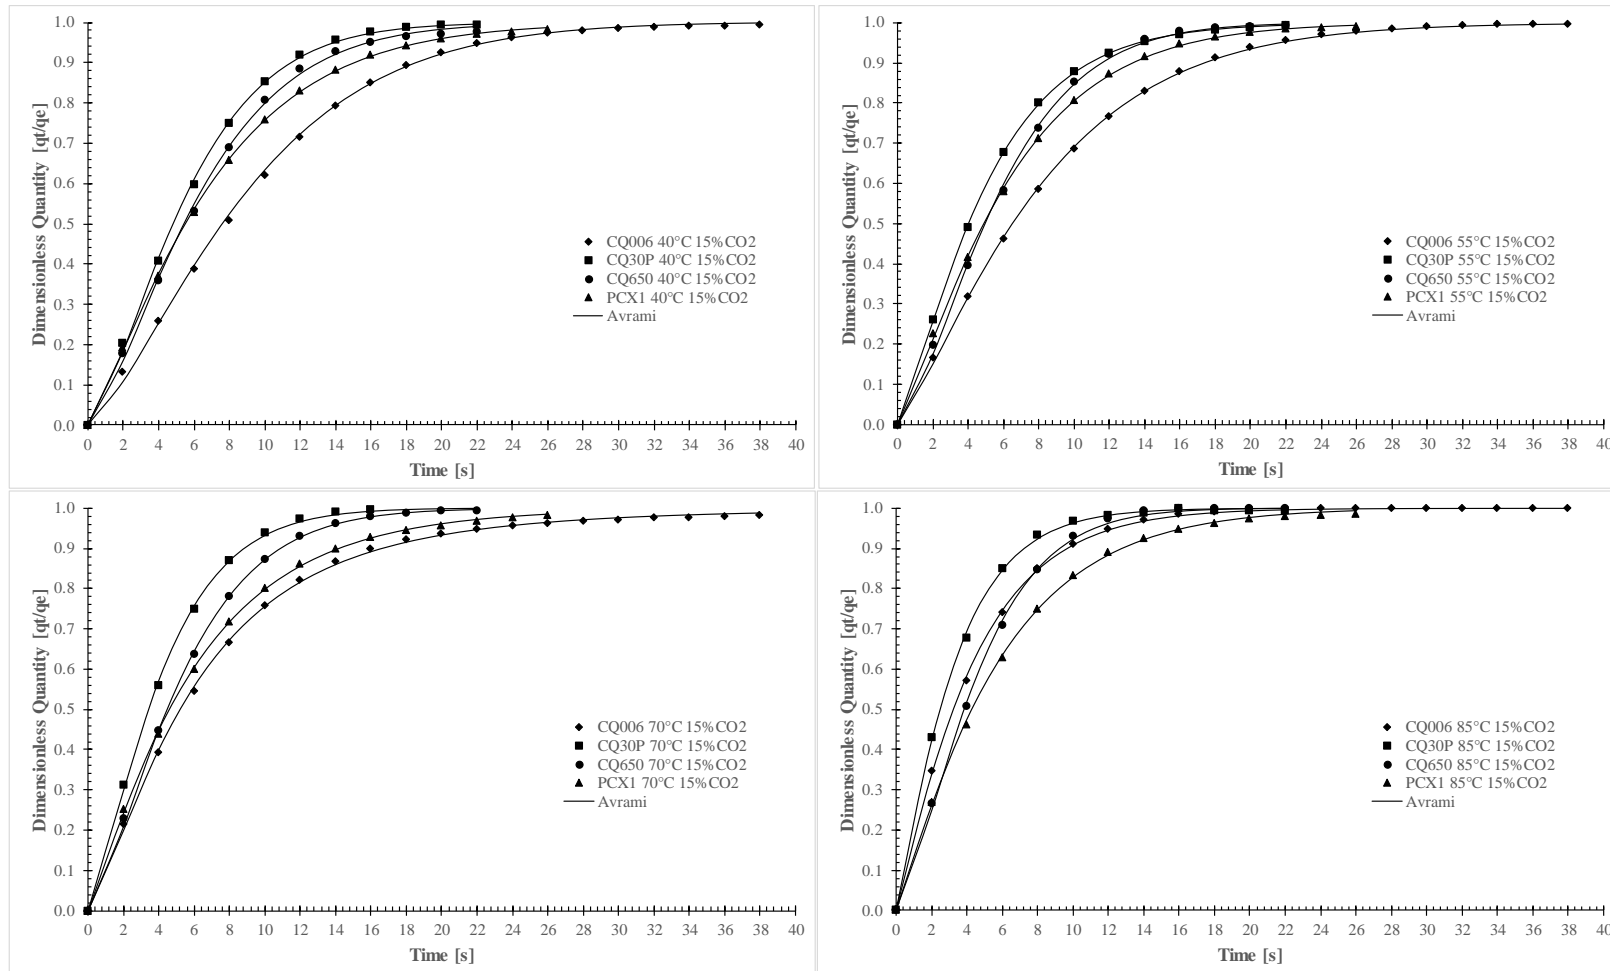 Dimensionless Quantity [qt/qe]
1.0
0.9
0.8
0.7
0.6
0.5
0.4
0.3
0.2
0.1
0.0
CQ006 40°C 15%CO2
CQ30P 40°C 15%CO2
CQ650 40°C 15%CO2
PCX1 40°C 15%CO2
Avrami
0 2 4 6 8 10 12 14 16 18 20 22 24 26 28 30 32 34 36 38 40
Time [s]
Dimensionless Quantity [qt/qe]
1.0
0.9
0.8
0.7
0.6
0.5
0.4
0.3
0.2
0.1
0.0
CQ006 55°C 15%CO2
CQ30P 55°C 15%CO2
CQ650 55°C 15%CO2
PCX1 55°C 15%CO2
Avrami
0 2 4 6 8 10 12 14 16 18 20 22 24 26 28 30 32 34 36 38 40
Time [s]
Dimensionless Quantity [qt/qe]
1.0
0.9
0.8
0.7
0.6
0.5
0.4
0.3
0.2
0.1
0.0
CQ006 70°C 15%CO2
CQ30P 70°C 15%CO2
CQ650 70°C 15%CO2
PCX1 70°C 15%CO2
Avrami
0 2 4 6 8 10 12 14 16 18 20 22 24 26 28 30 32 34 36 38 40
Time [s]
Dimensionless Quantity [qt/qe]
1.0
0.9
0.8
0.7
0.6
0.5
0.4
0.3
0.2
0.1
0.0
CQ006 85°C 15%CO2
CQ30P 85°C 15%CO2
CQ650 85°C 15%CO2
PCX1 85°C 15%CO2
Avrami
0 2 4 6 8 10 12 14 16 18 20 22 24 26 28 30 32 34 36 38 40
Time [s]